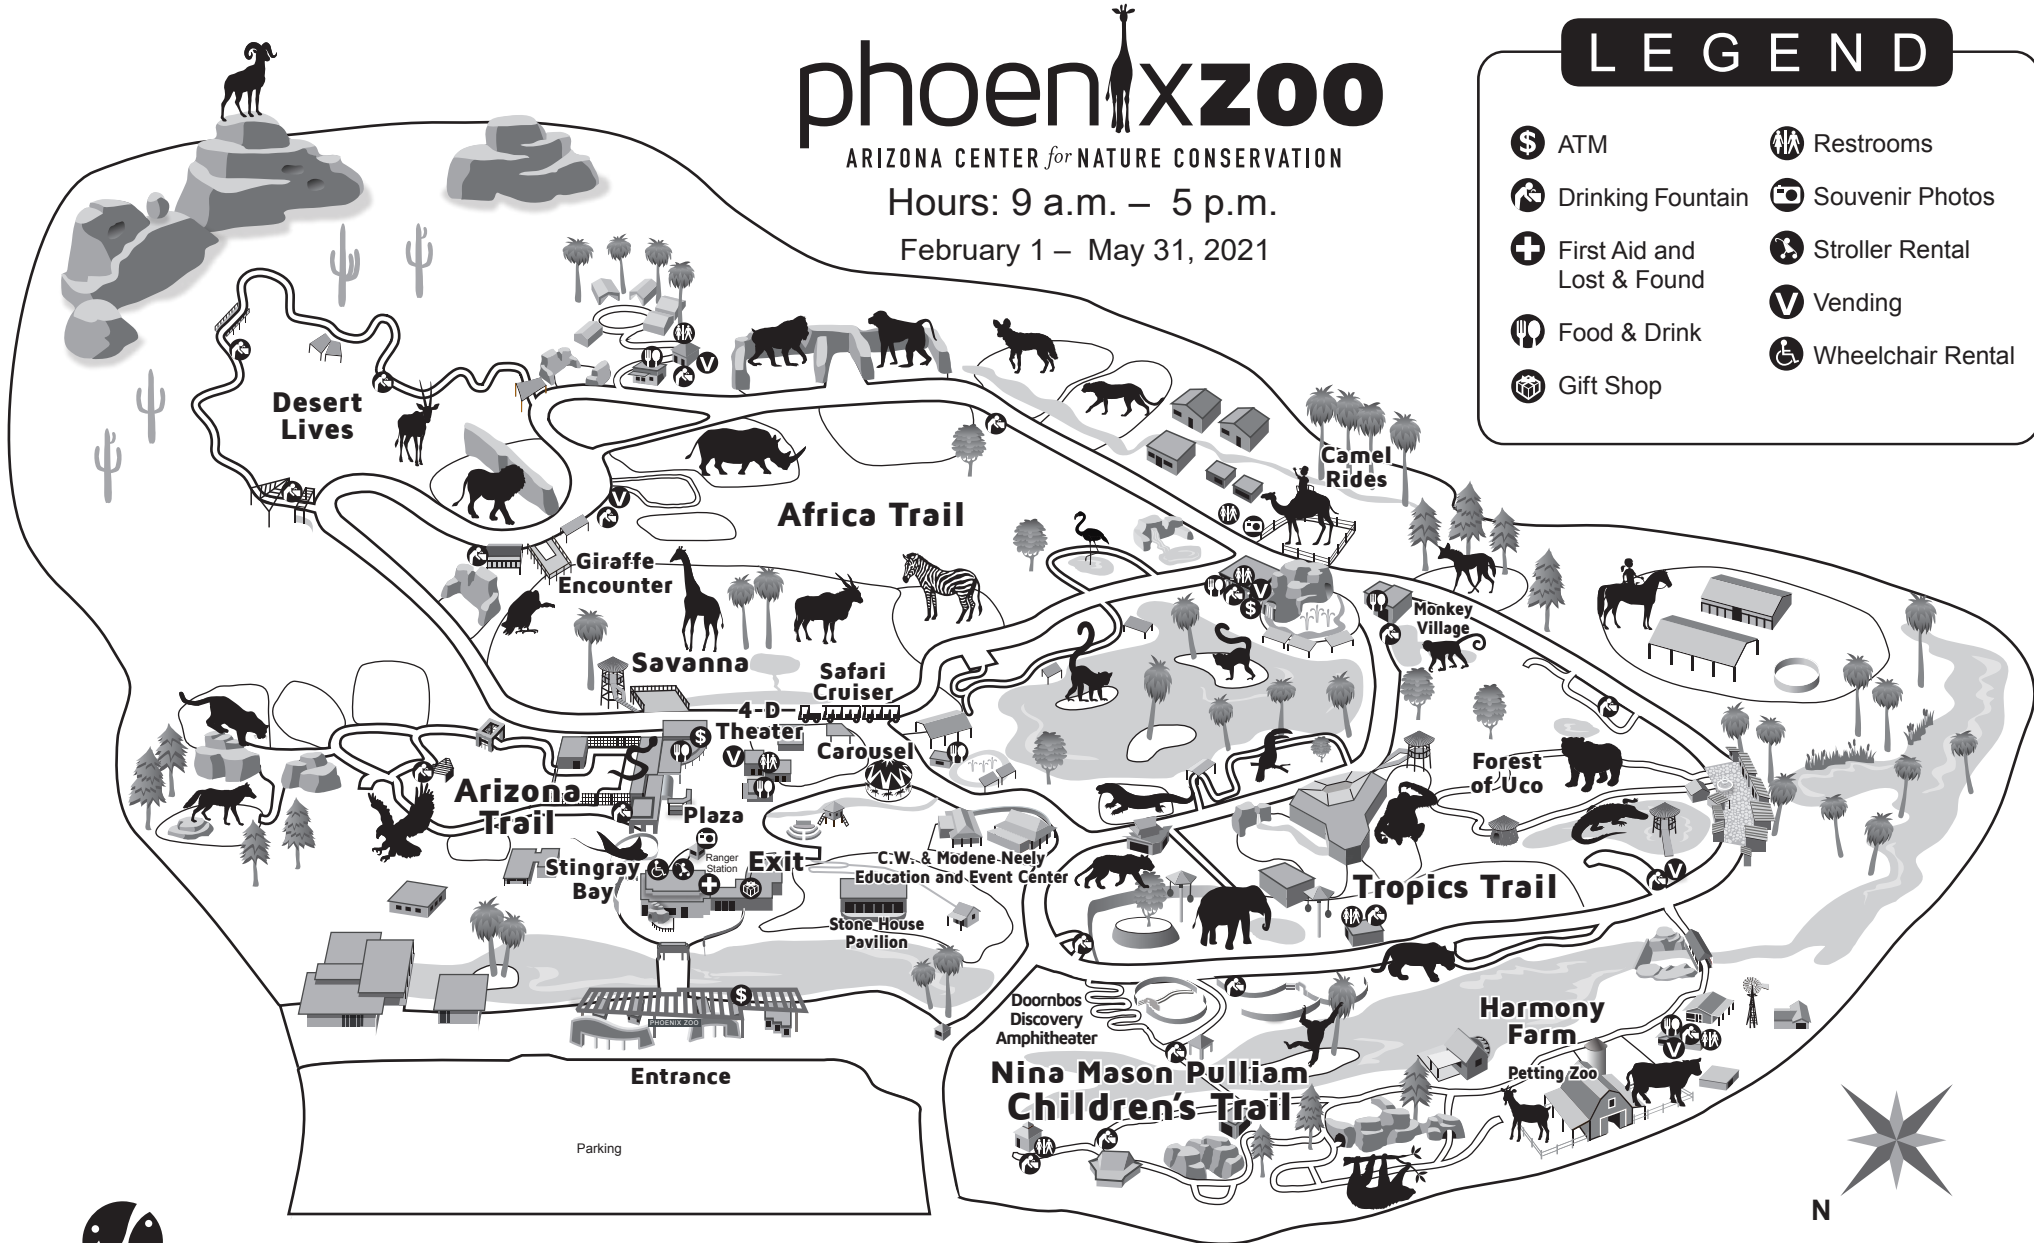 phoenixzoo
ARIZONA CENTER for NATURE CONSERVATION
Hours: 9 a.m. – 5 p.m.
February 1 – May 31, 2021
LEGEND
$ ATM
Drinking Fountain
First Aid and
Lost & Found
Food & Drink
Gift Shop
Restrooms
Souvenir Photos
Stroller Rental
V Vending
Wheelchair Rental
V
Desert
Lives
Camel
Rides
V
Africa Trail
Giraffe
Encounter
V
$
Monkey
Village
Savanna
Safari
Cruiser
4-D
Theater
$
V
Carousel
Forest
of Uco
Arizona
Trail
Plaza
Stingray
Bay
Ranger
Station
Exit
C.W. & Modene Neely
Education and Event Center
Tropics Trail
V
Stone House
Pavilion
$
PHOENIX ZOO
Doornbos
Discovery
Amphitheater
Harmony
Farm
V
Entrance
Nina Mason Pulliam
Children's Trail
Petting Zoo
Parking
N